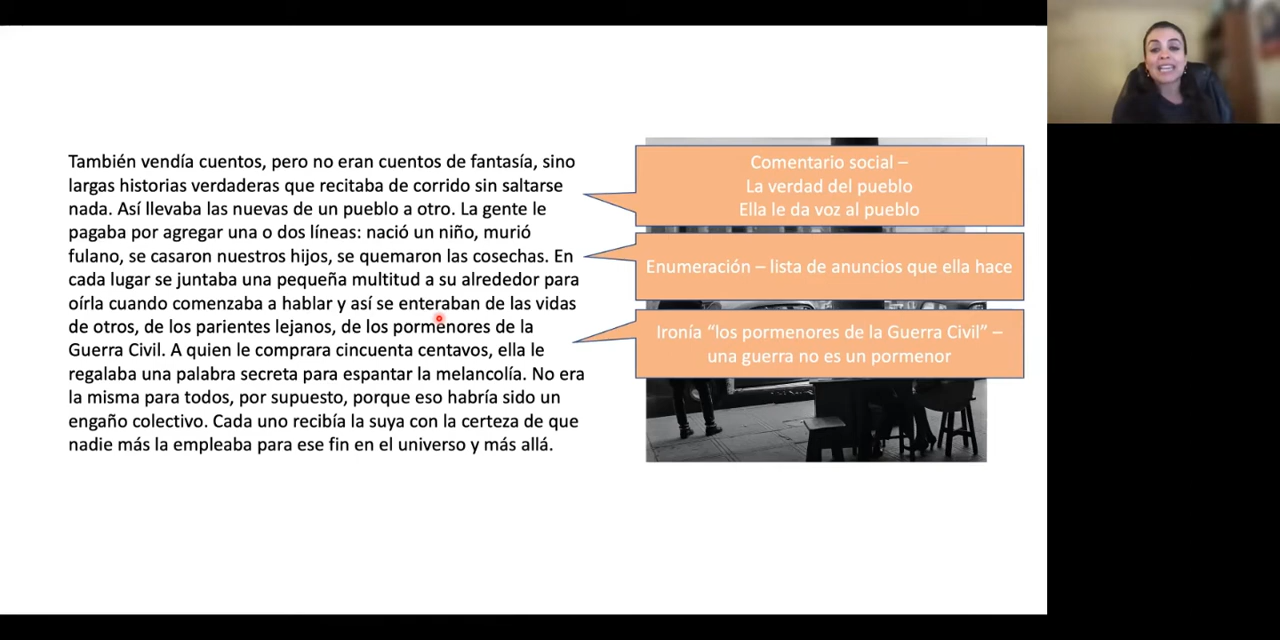 También vendía cuentos, pero no eran cuentos de fantasía, sino
largas historias verdaderas que recitaba de corrido sin saltarse
nada. Así llevaba las nuevas de un pueblo a otro. La gente le
pagaba por agregar una o dos líneas: nació un niño, murió
fulano, se casaron nuestros hijos, se quemaron las cosechas. En
cada lugar se juntaba una pequeña multitud a su alrededor para
oírla cuando comenzaba a hablar y así se enteraban de las vidas
de otros, de los parientes lejanos, de los pormenores de la
Guerra Civil. A quien le comprara cincuenta centavos, ella le
regalaba una palabra secreta para espantar la melancolía. No era
la misma para todos, por supuesto, porque eso habría sido un
engaño colectivo. Cada uno recibía la suya con la certeza de que
nadie más la empleaba para ese fin en el universo y más allá.
Comentario social –
La verdad del pueblo
Ella le da voz al pueblo
Enumeración – lista de anuncios que ella hace
Ironía “los pormenores de la Guerra Civil” –
una guerra no es un pormenor